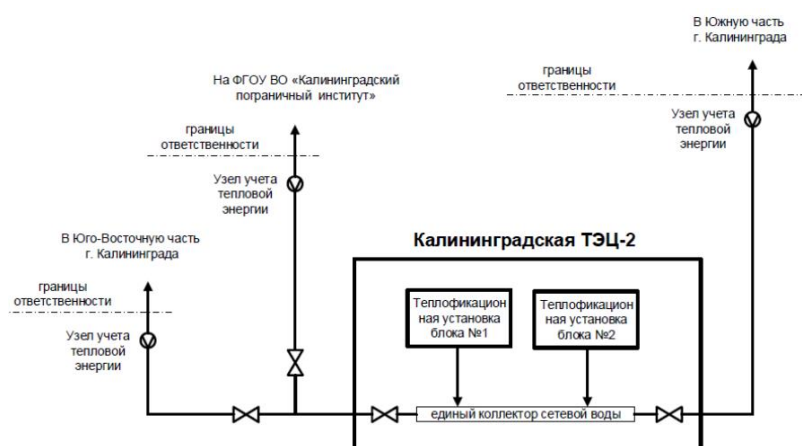 В Южную часть
г. Калининграда
границы
ответственности
Узел учета
тепловой
энергии
На ФГОУ ВО «Калининградский
пограничный институт»
границы
ответственности
Узел учета
тепловой
энергии
В Юго-Восточную часть
г. Калининграда
границы
ответственности
Узел учета
тепловой
энергии
Калининградская ТЭЦ-2
Теплофикацион
ная установка
блока №1
Теплофикацион
ная установка
блока №2
единый коллектор сетевой воды